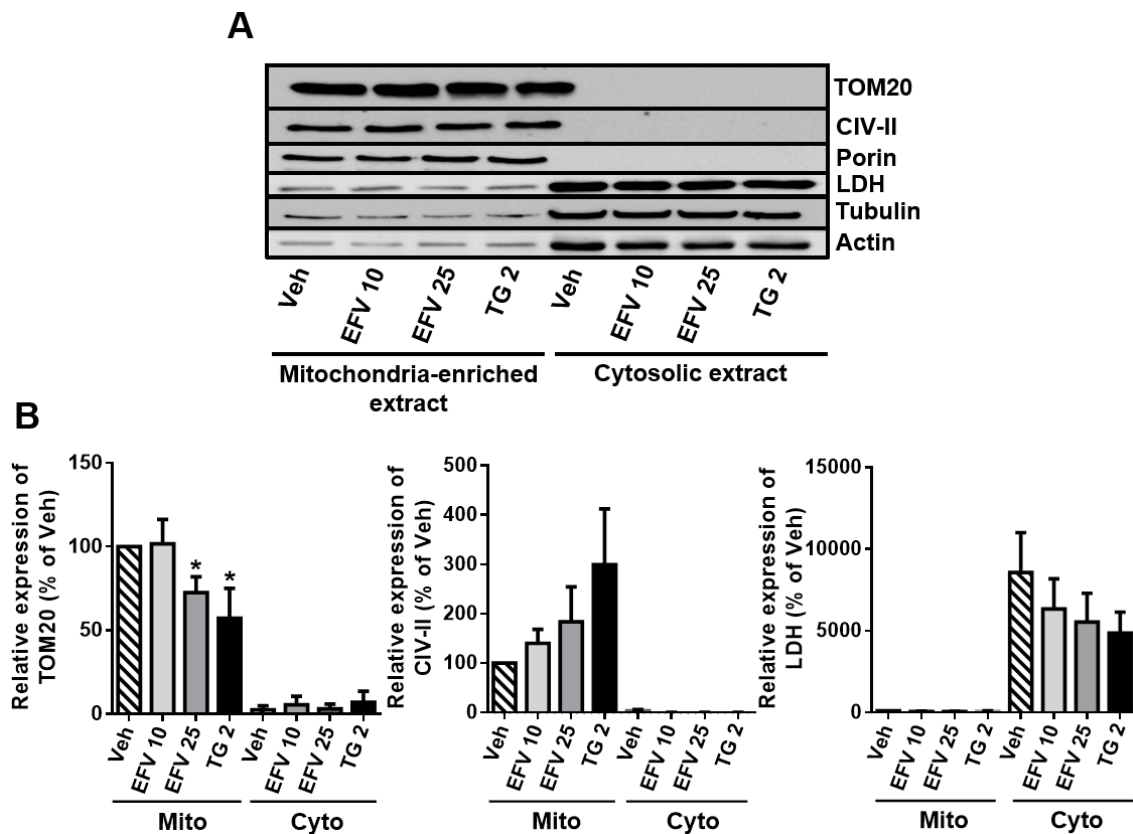 A
TOM20
CIV-II
Porin
LDH
Tubulin
Actin
Veh EFV 10 EFV 25 TG 2 Veh EFV 10 EFV 25 TG 2
Mitochondria-enriched
extract
Cytosolic extract
B
Relative expression of
TOM20 (% of Veh)
150
100
50
0
* *
Veh EFV 10 EFV 25 TG 2 Veh EFV 10 EFV 25 TG 2
Mito Cyto
Relative expression of
CIV-II (% of Veh)
500
400
300
200
100
0
Veh EFV 10 EFV 25 TG 2 Veh EFV 10 EFV 25 TG 2
Mito Cyto
Relative expression of
LDH (% of Veh)
15000
10000
5000
0
Veh EFV 10 EFV 25 TG 2 Veh EFV 10 EFV 25 TG 2
Mito Cyto